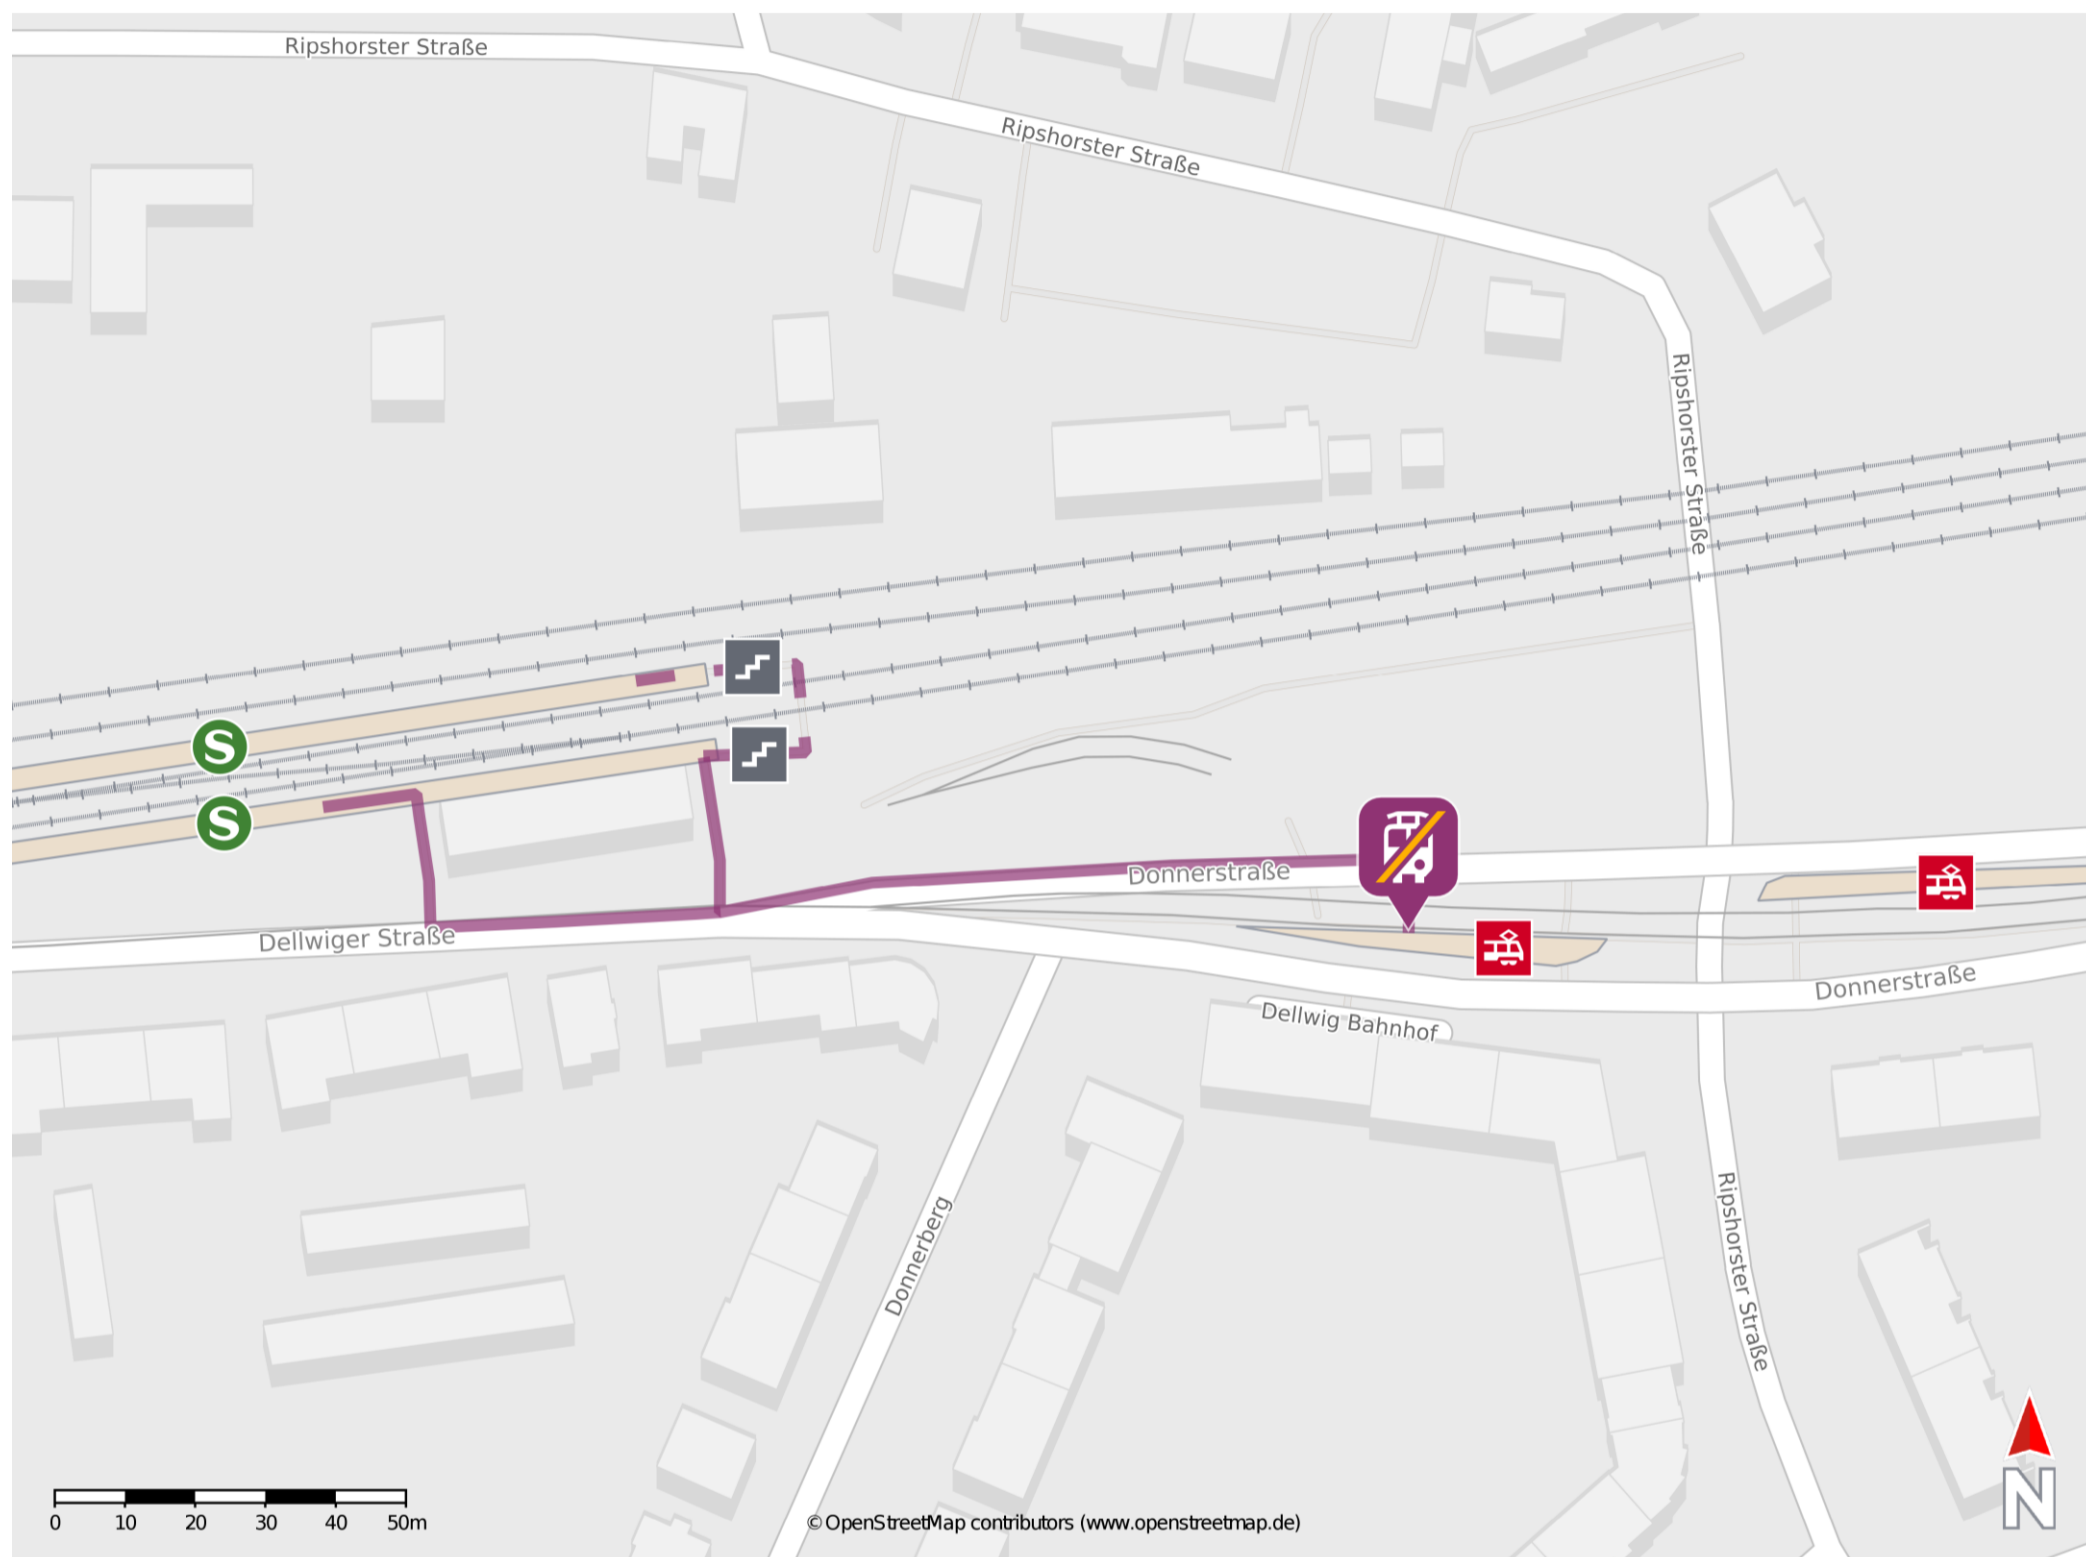 Ripshorster Straße
Ripshorster Straße
Ripshorster Straße
S
S
Donnerstraße
Dellwiger Straße
Donnerstraße
Dellwig Bahnhof
Donnerberg
Ripshorster Straße
0 10 20 30 40 50m
© OpenStreetMap contributors (www.openstreetmap.de)
N